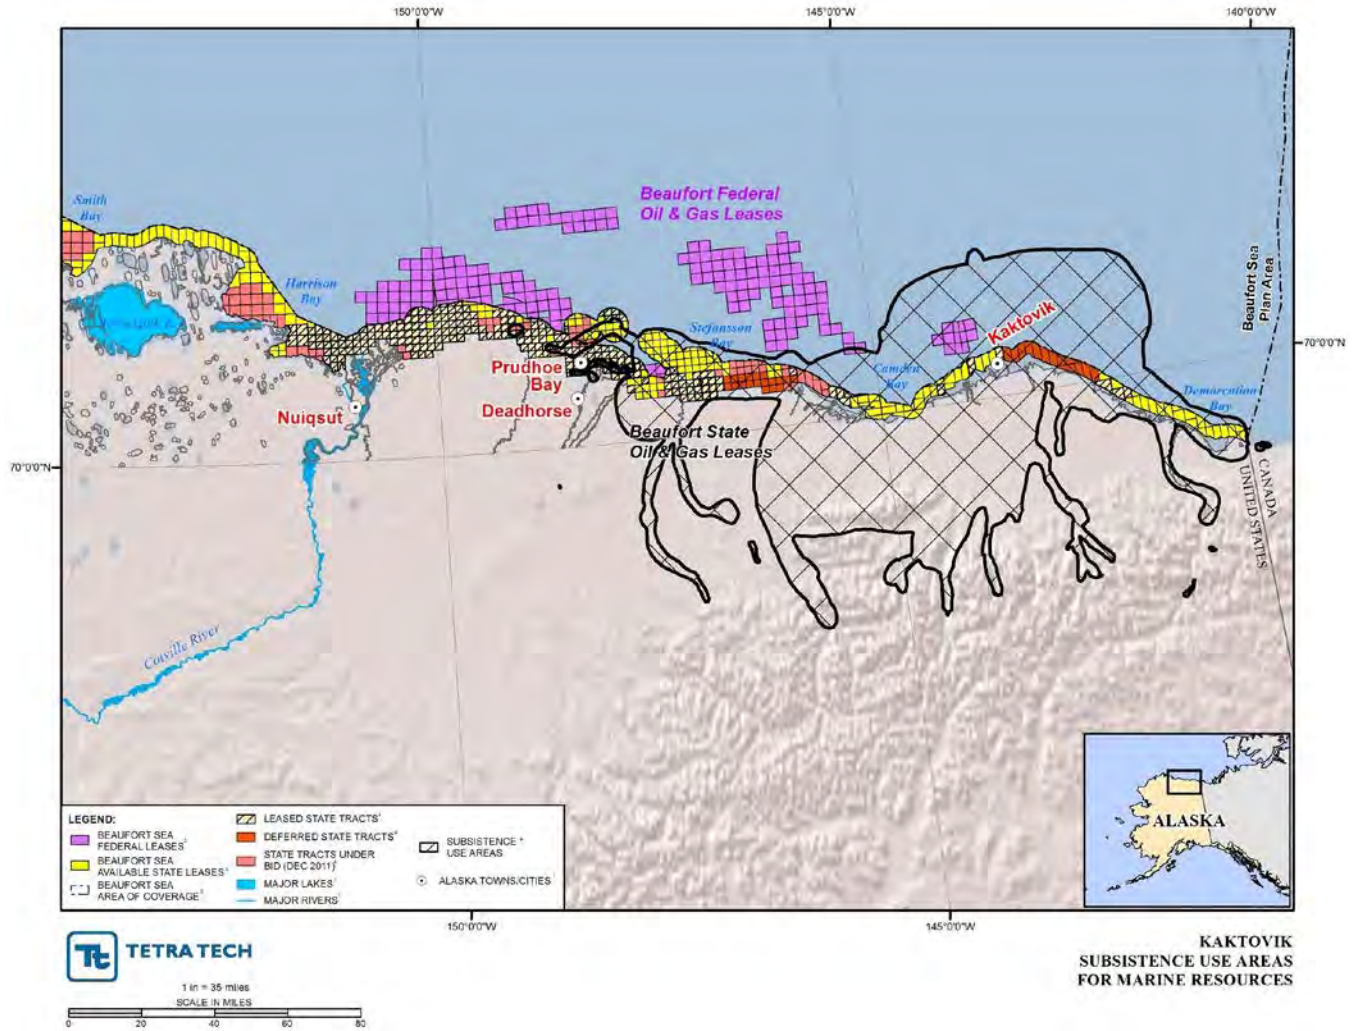 150°0'0"W
145°0'0"W
140°0'0"W
Smith
Bay
Beaufort Federal
Oil & Gas Leases
Harrison
Bay
Beaufort Sea
Plan Area
Stefansson
Bay
Kaktovik
70°0'0"N
Prudhoe
Bay
Camden
Bay
Demarcation
Bay
Deadhorse
Nuiqsut
Beaufort State
Oil & Gas Leases
70°0'0"N
CANADA
UNITED STATES
Colville River
ALASKA
LEGEND:
BEAUFORT SEA
FEDERAL LEASES
BEAUFORT SEA
AVAILABLE STATE LEASES
BEAUFORT SEA
AREA OF COVERAGE
LEASED STATE TRACTS
DEFERRED STATE TRACTS
STATE TRACTS UNDER
BID (DEC 2011)
MAJOR LAKES
MAJOR RIVERS
SUBSISTENCE
USE AREAS
ALASKA TOWNS/CITIES
150°0'0"W
145°0'0"W
Tt TETRA TECH
KAKTOVIK
SUBSISTENCE USE AREAS
FOR MARINE RESOURCES
1 in = 35 miles
SCALE IN MILES
0 20 40 60 80